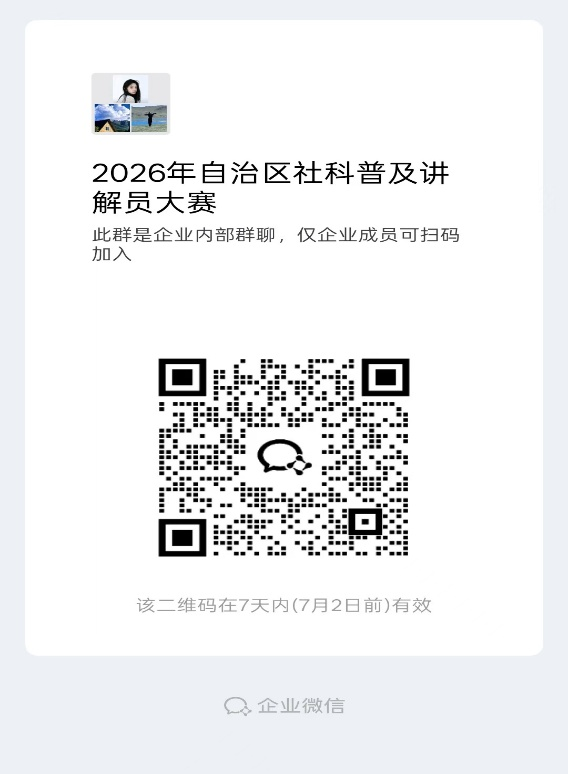 2026年自治区社科普及讲
解员大赛
此群是企业内部群聊，仅企业成员可扫码
加入
该二维码在7天内(7月2日前)有效
企业微信